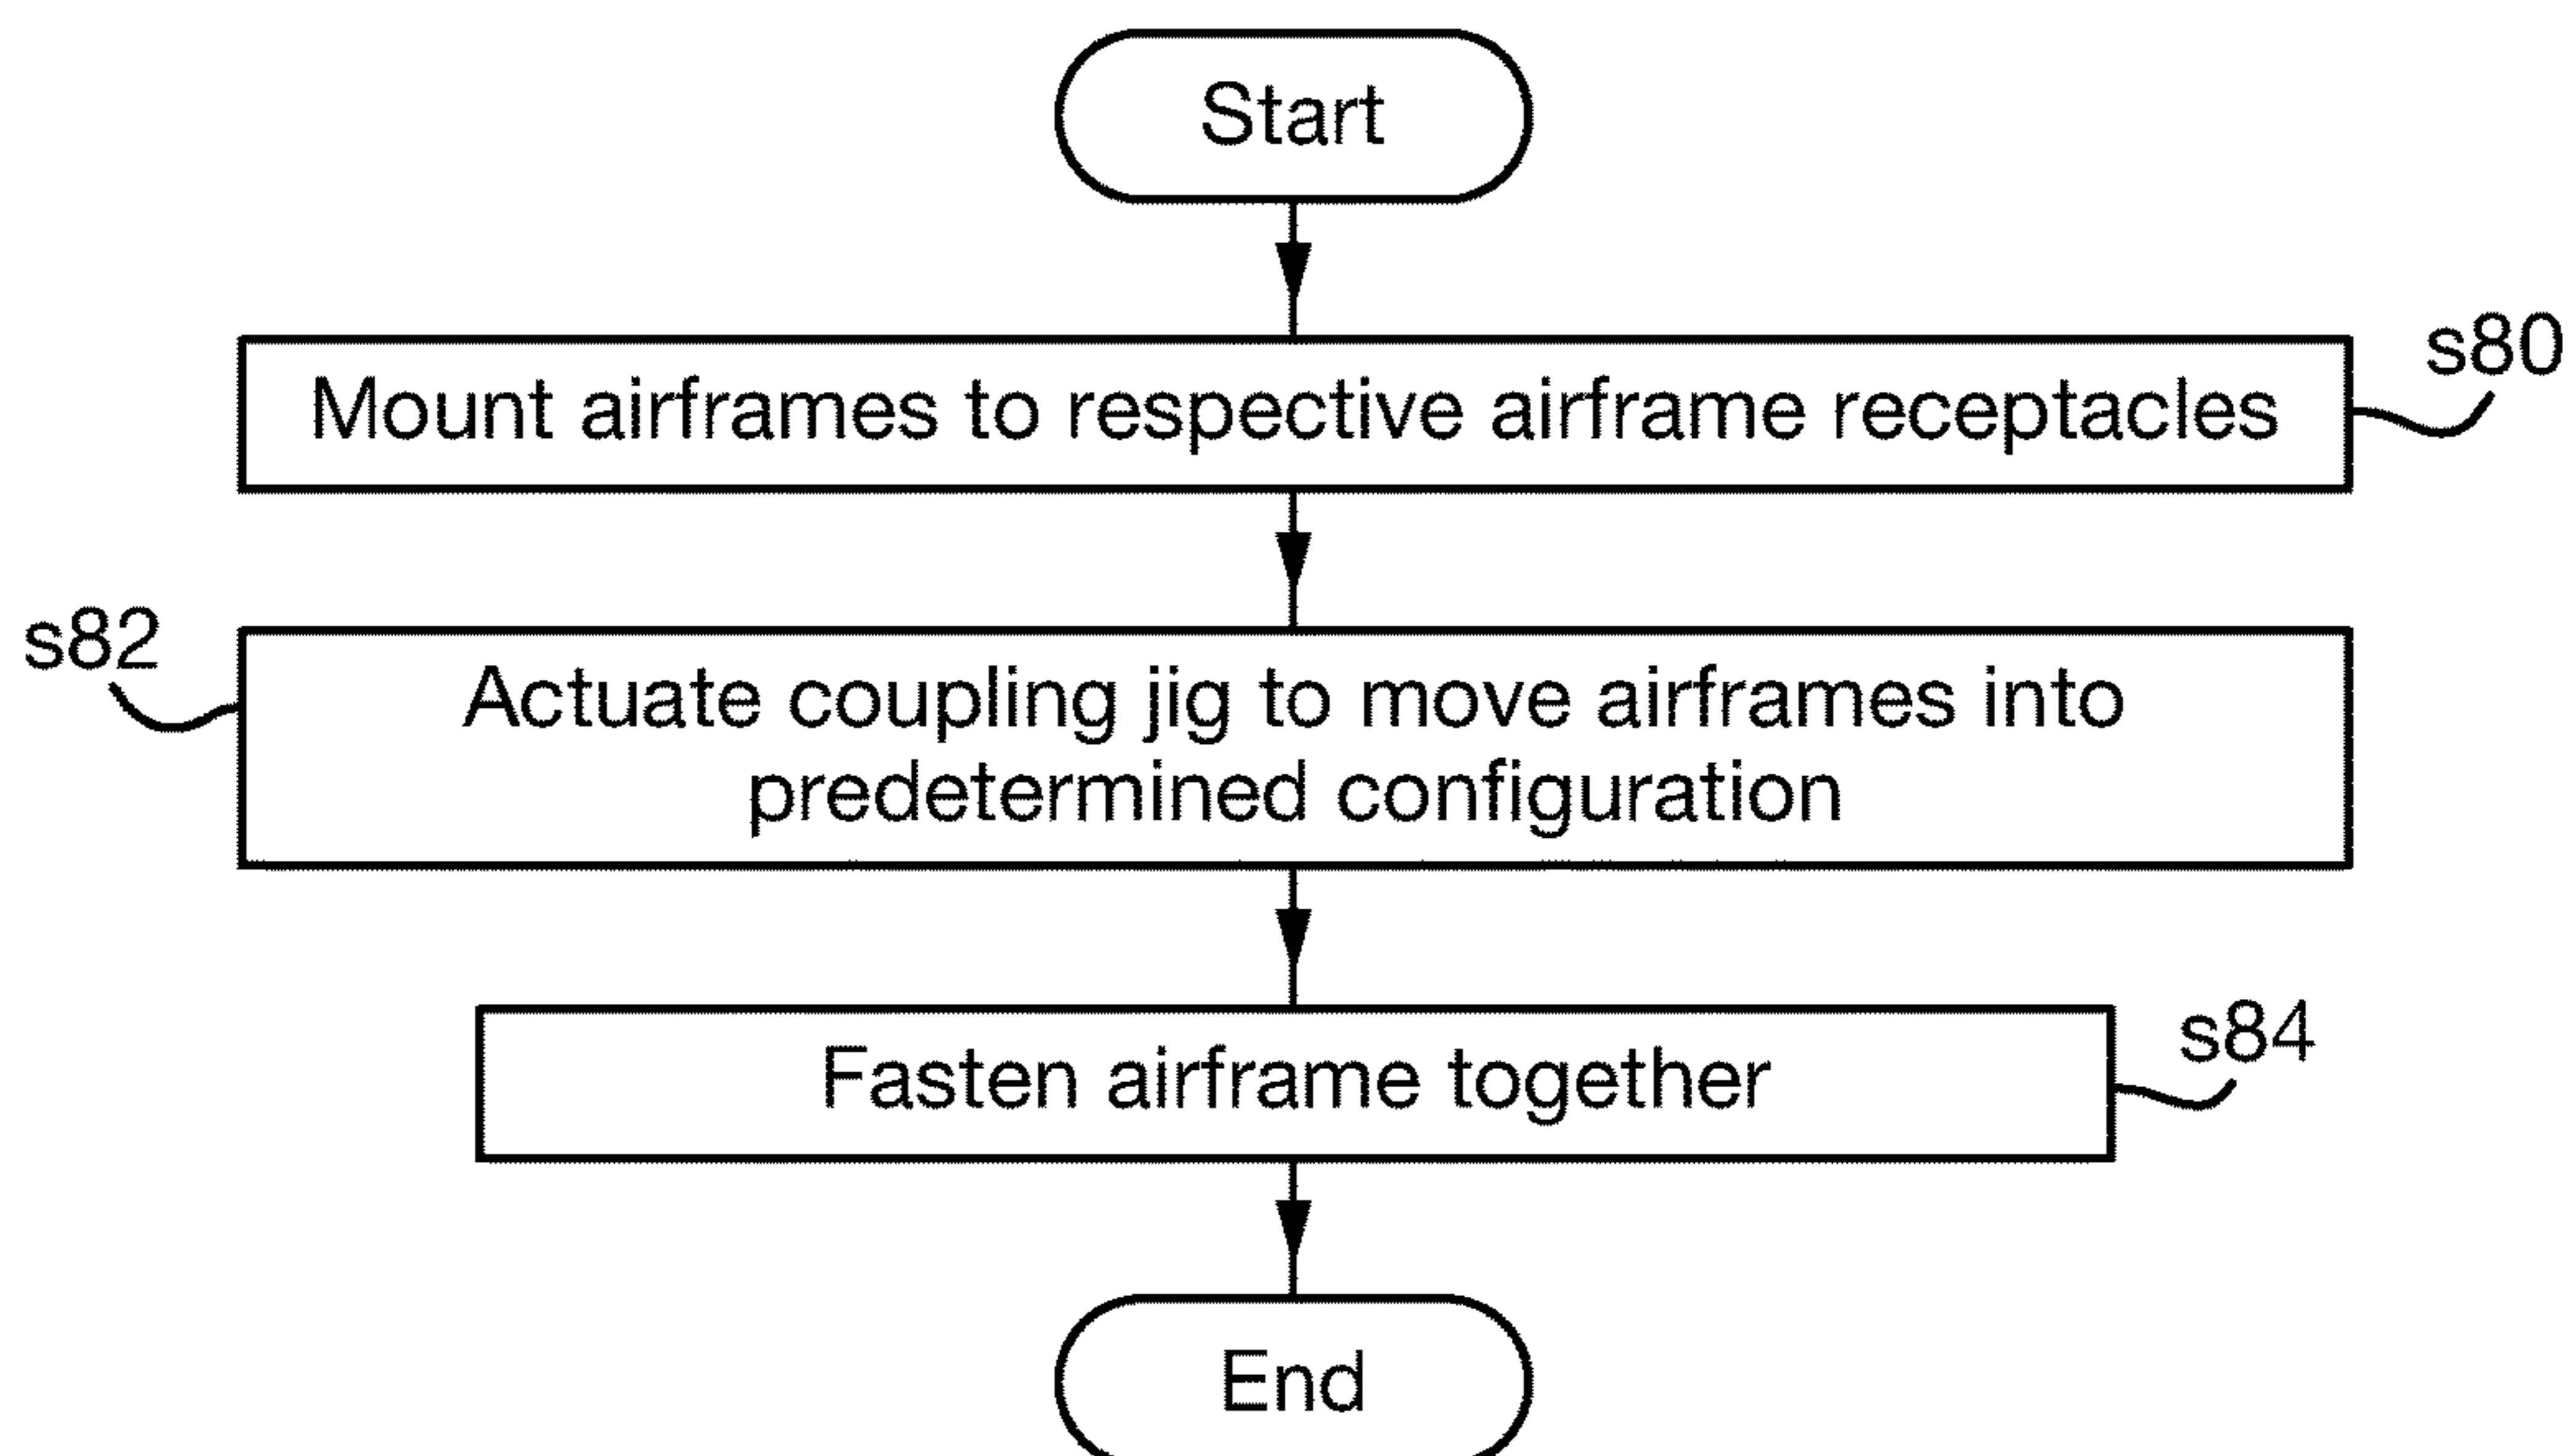 Start
Mount airframes to respective airframe receptacles
s80
s82
Actuate coupling jig to move airframes into
predetermined configuration
Fasten airframe together
s84
End